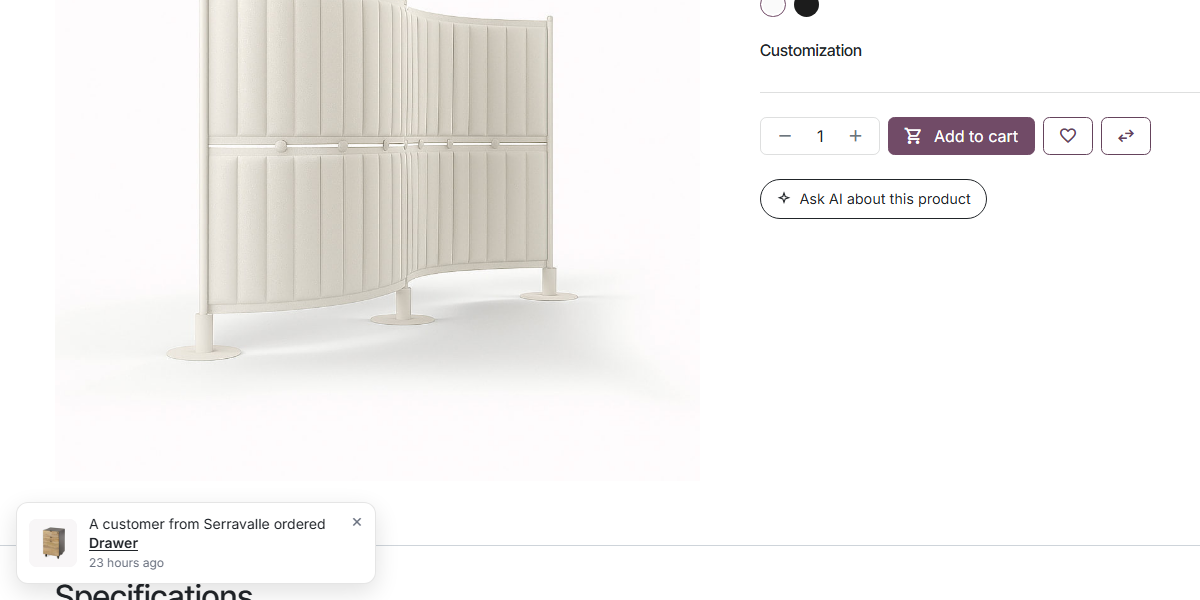 Customization
1
Add to cart
Ask AI about this product
A customer from Serravalle ordered
Drawer
23 hours ago
Specifications